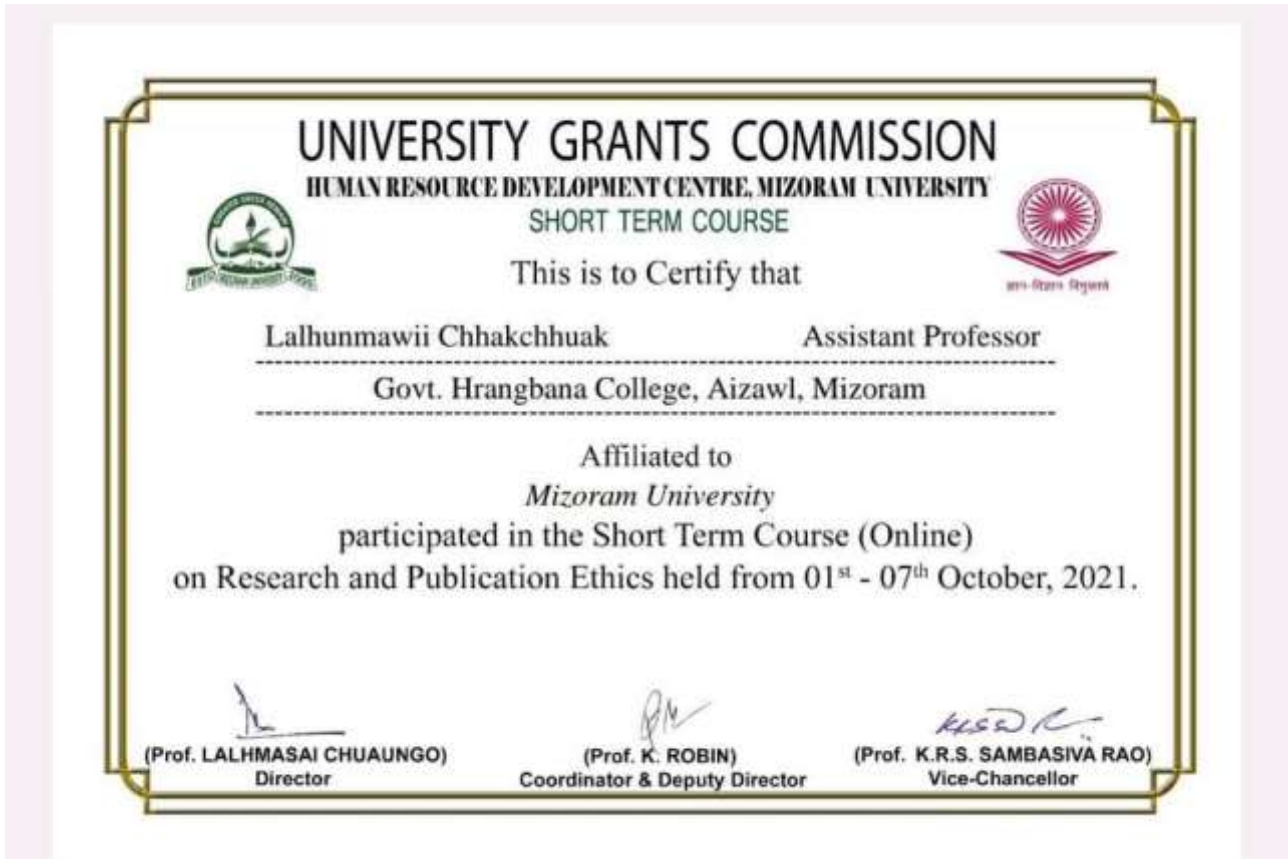 UNIVERSITY GRANTS COMMISSION
HUMAN RESOURCE DEVELOPMENT CENTRE, MIZORAM UNIVERSITY
SHORT TERM COURSE
This is to Certify that
Lalhunmawii Chhakchhuak Assistant Professor
Govt. Hrangbana College, Aizawl, Mizoram
Affiliated to
Mizoram University
participated in the Short Term Course (Online)
on Research and Publication Ethics held from 01st - 07th October, 2021.
(Prof. LALHMASAI CHUAUNGO) (Prof. K. ROBIN) (Prof. K.R.S. SAMBASIVA RAO)
Director Coordinator & Deputy Director Vice-Chancellor